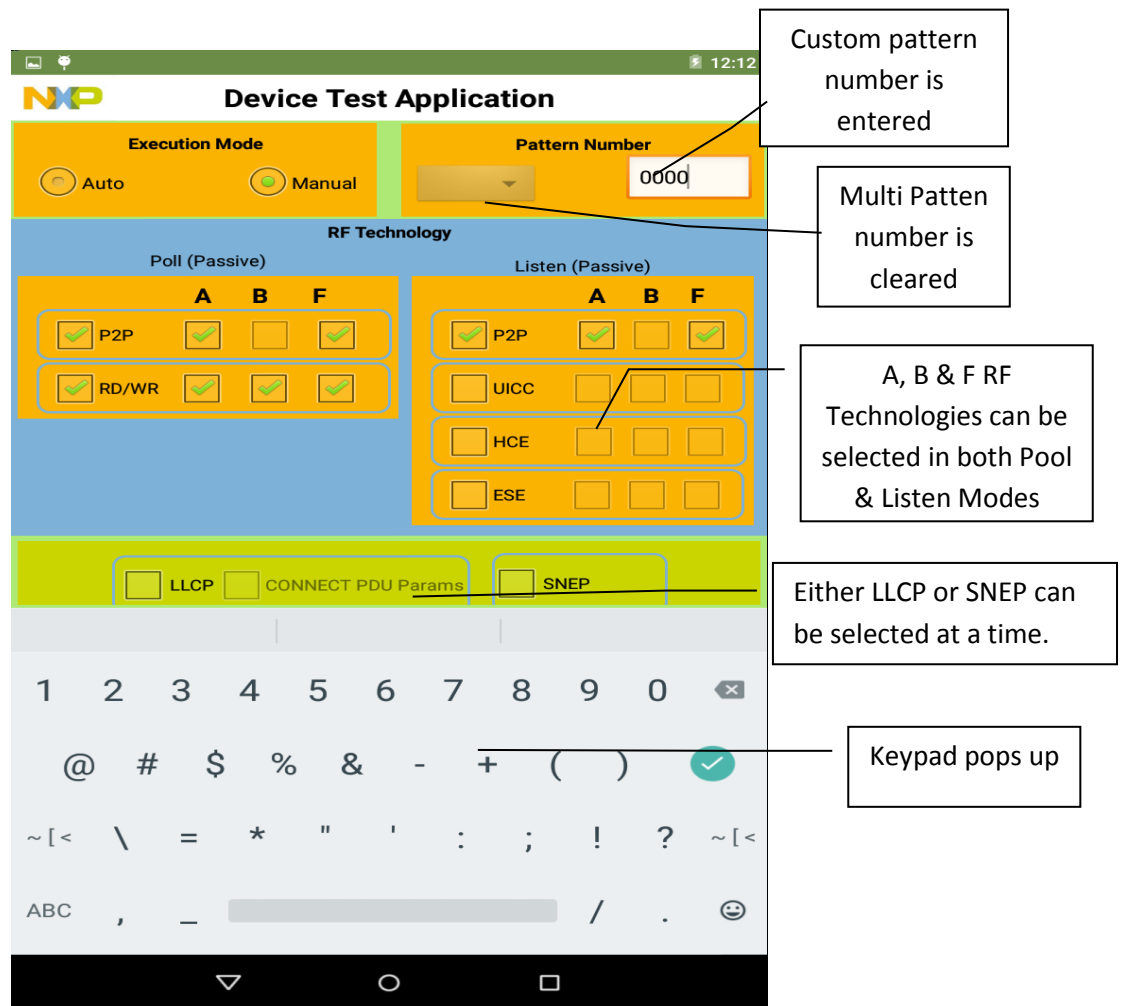 Custom pattern
number is
entered
12:12
NXP
Device Test Application
Execution Mode
Auto
Manual
Pattern Number
0000
Multi Patten
number is
cleared
RF Technology
Poll (Passive)
A B F
P2P
RD/WR
Listen (Passive)
A B F
P2P
UICC
HCE
ESE
A, B & F RF
Technologies can be
selected in both Pool
& Listen Modes
LLCP CONNECT PDU Params
SNEP
Either LLCP or SNEP can
be selected at a time.
1 2 3 4 5 6 7 8 9 0
@ # $ % & - + ( )
Keypad pops up
~ [ < \ = * " ' : ; ! ? ~ [ <
ABC , _ / .